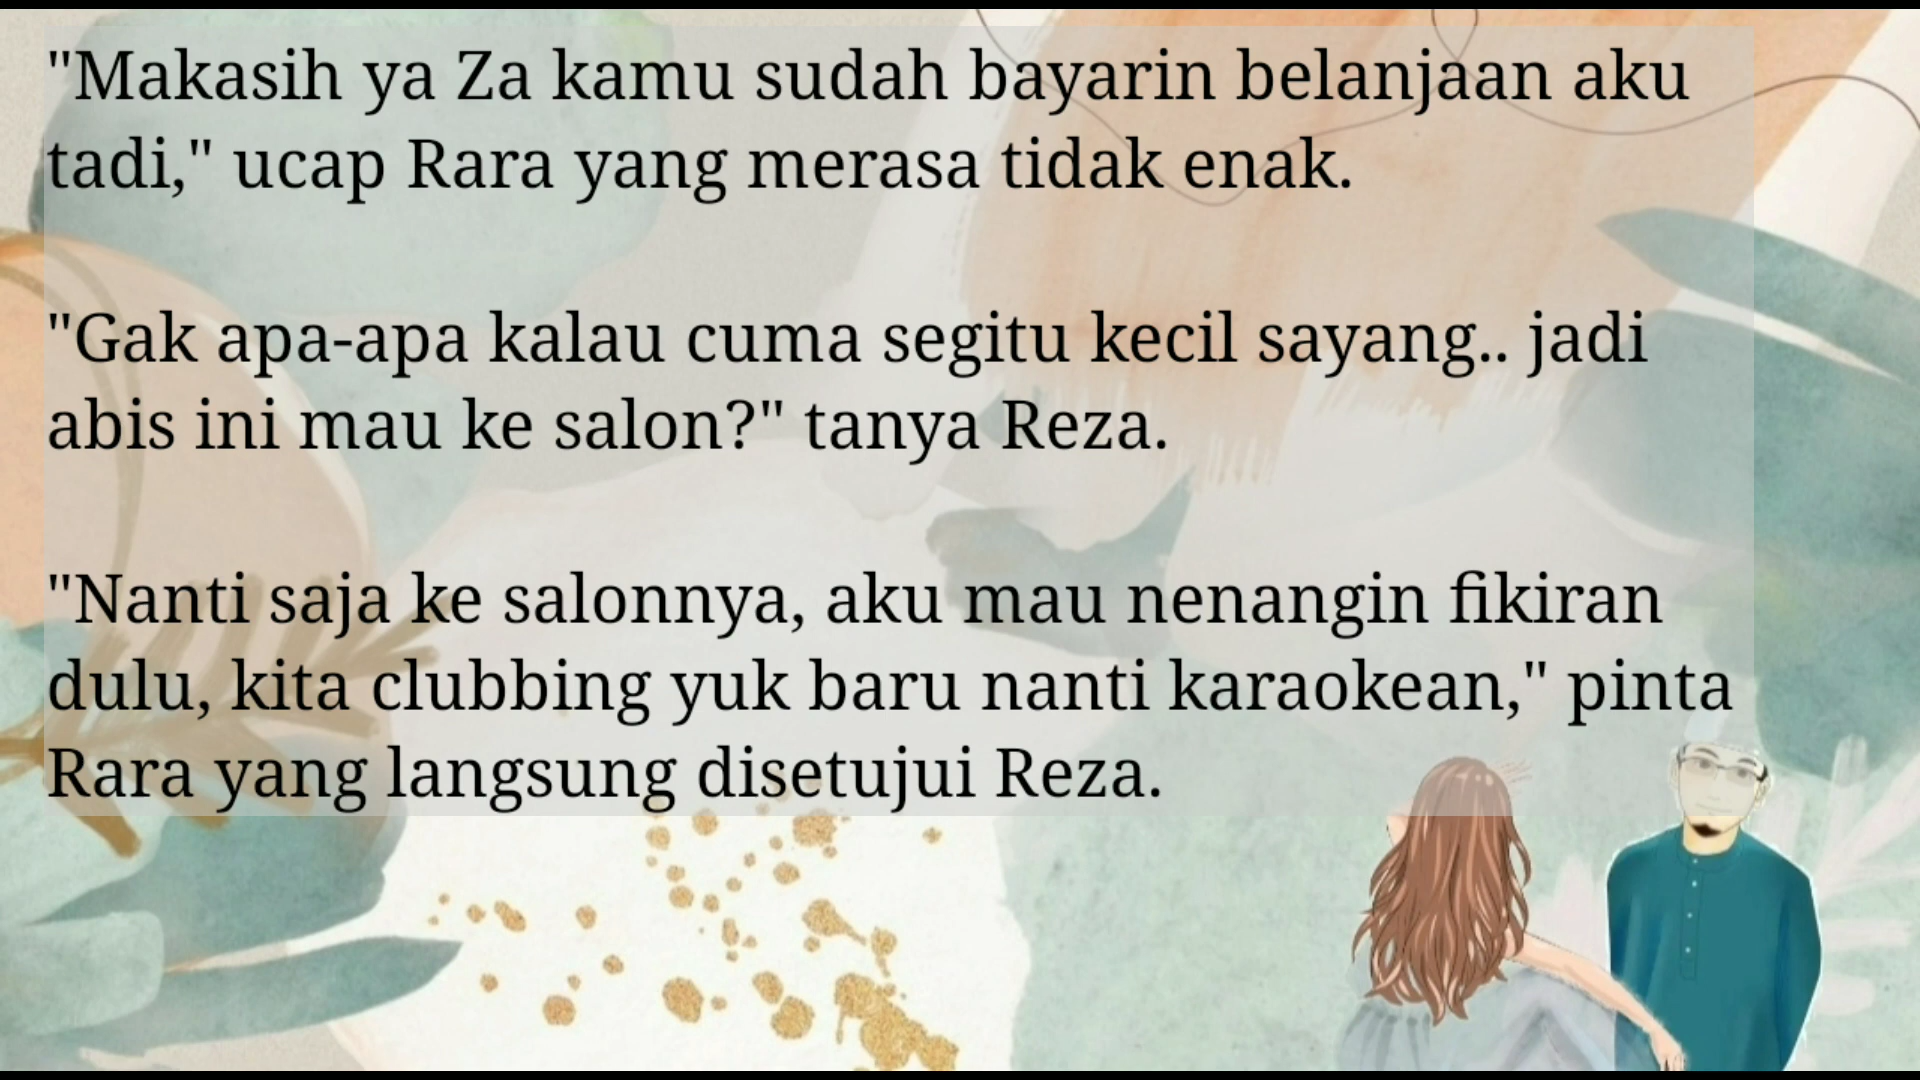 "Makasih ya Za kamu sudah bayarin belanjaan aku
tadi," ucap Rara yang merasa tidak enak.
"Gak apa-apa kalau cuma segitu kecil sayang.. jadi
abis ini mau ke salon?" tanya Reza.
"Nanti saja ke salonnya, aku mau nenangin fikiran
dulu, kita clubbing yuk baru nanti karaokean," pinta
Rara yang langsung disetujui Reza.